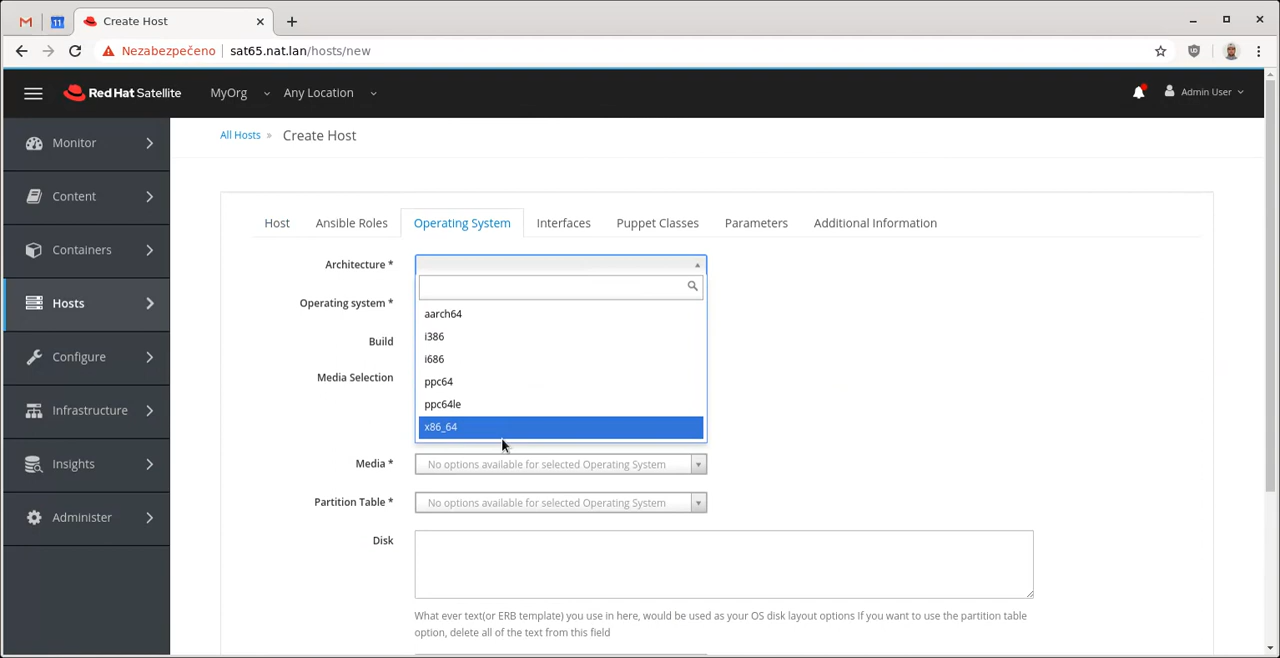 Create Host
Nezabezpečeno
sat65.nat.lan/hosts/new
Red Hat Satellite
MyOrg
Any Location
Admin User
Monitor
Content
Containers
Hosts
Configure
Infrastructure
Insights
Administer
All Hosts » Create Host
Host
Ansible Roles
Operating System
Interfaces
Puppet Classes
Parameters
Additional Information
Architecture *
aarch64
i386
i686
ppc64
ppc64le
x86_64
Operating system *
Build
Media Selection
Media *
No options available for selected Operating System
Partition Table *
No options available for selected Operating System
Disk
What ever text(or ERB template) you use in here, would be used as your OS disk layout options If you want to use the partition table
option, delete all of the text from this field